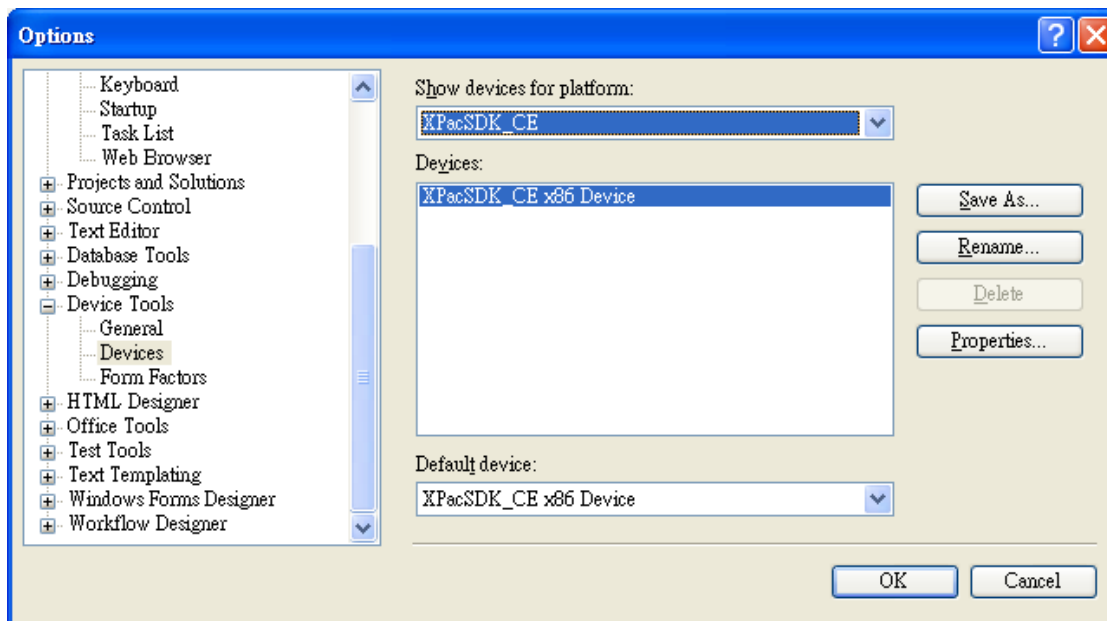 Options
Keyboard
Startup
Task List
Web Browser
Projects and Solutions
Source Control
Text Editor
Database Tools
Debugging
Device Tools
General
Devices
Form Factors
HTML Designer
Office Tools
Test Tools
Text Templating
Windows Forms Designer
Workflow Designer
Show devices for platform:
XPacSDK_CE
Devices:
XPacSDK_CE x86 Device
Save As...
Rename...
Delete
Properties...
Default device:
XPacSDK_CE x86 Device
OK
Cancel